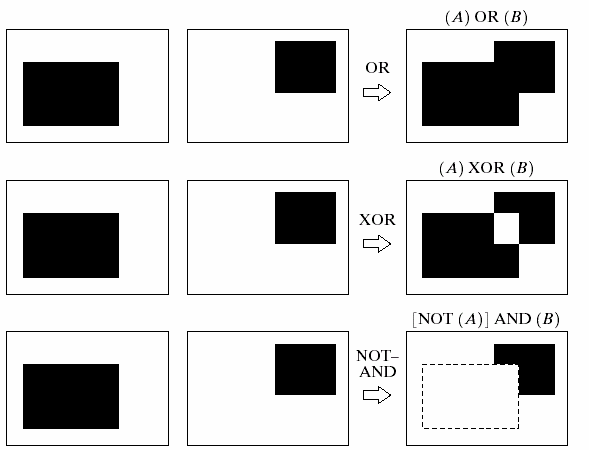 (A) OR (B)
OR
(A) XOR (B)
XOR
[NOT (A)] AND (B)
NOT–
AND